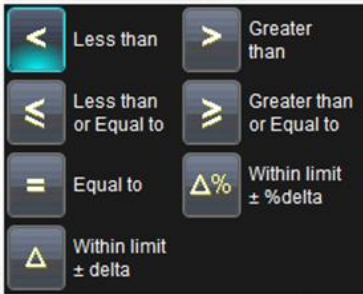 < Less than
> Greater
than
≤ Less than
or Equal to
≥ Greater than
or Equal to
= Equal to
Δ% Within limit
± %delta
Δ Within limit
± delta